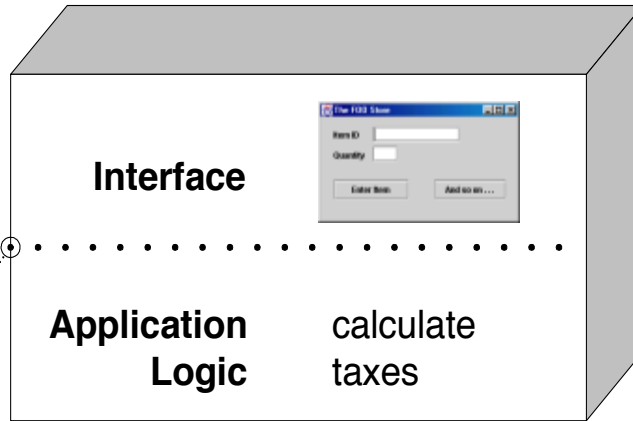 The FOO Store
Interface
Item ID
Quantity
Enter Item And so on ...
Application calculate
Logic taxes